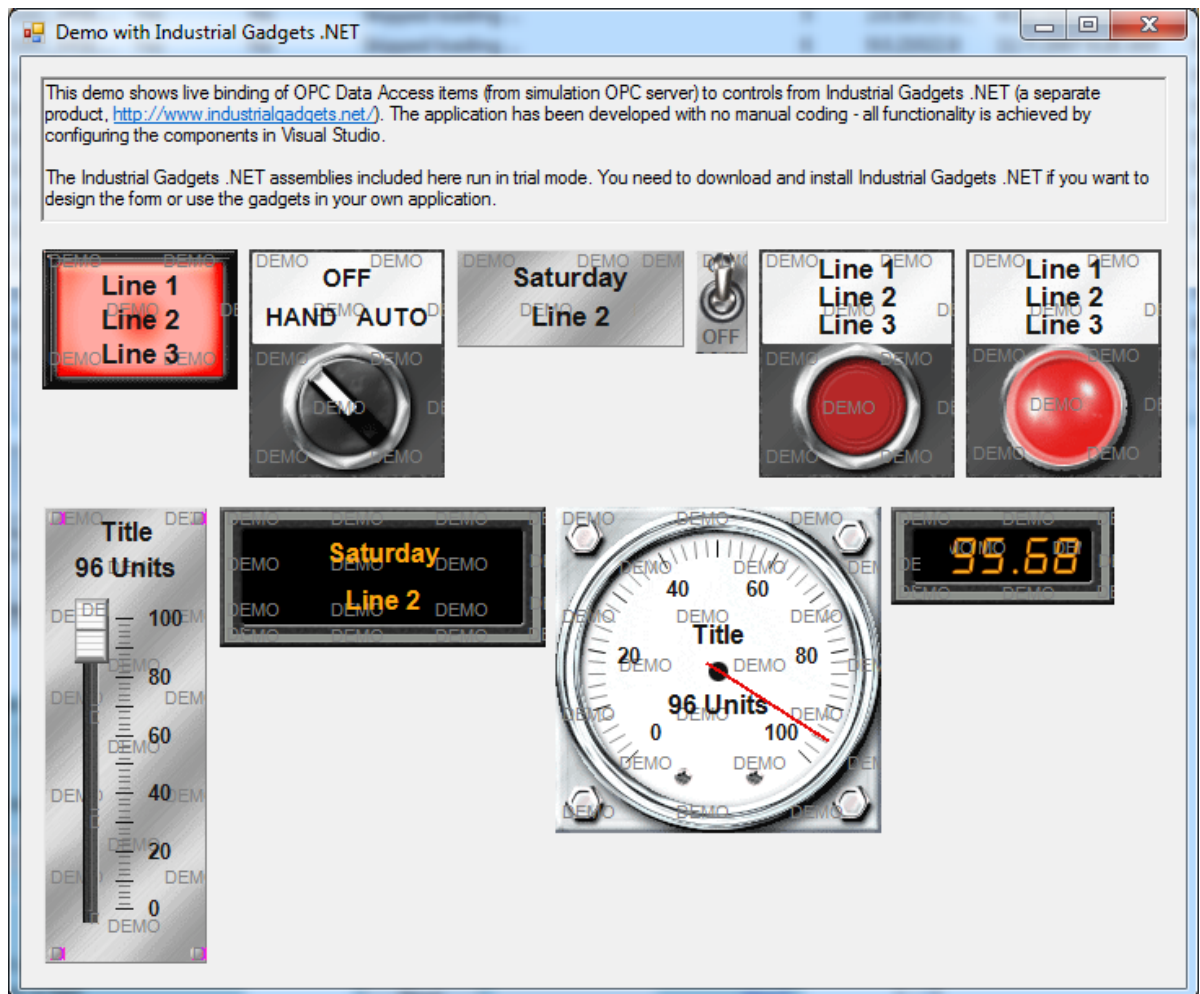 Demo with Industrial Gadgets .NET
This demo shows live binding of OPC Data Access items (from simulation OPC server) to controls from Industrial Gadgets .NET (a separate
product, http://www.industrialgadgets.net/). The application has been developed with no manual coding - all functionality is achieved by
configuring the components in Visual Studio.
The Industrial Gadgets .NET assemblies included here run in trial mode. You need to download and install Industrial Gadgets .NET if you want to
design the form or use the gadgets in your own application.
Line 1
Line 2
Line 3
OFF
HAND AUTO
Saturday
Line 2
OFF
Line 1
Line 2
Line 3
Line 1
Line 2
Line 3
DEMO
Title
96 Units
100
80
60
40
20
0
Saturday
Line 2
40 60
Title
20 80
96 Units
0 100
95.68